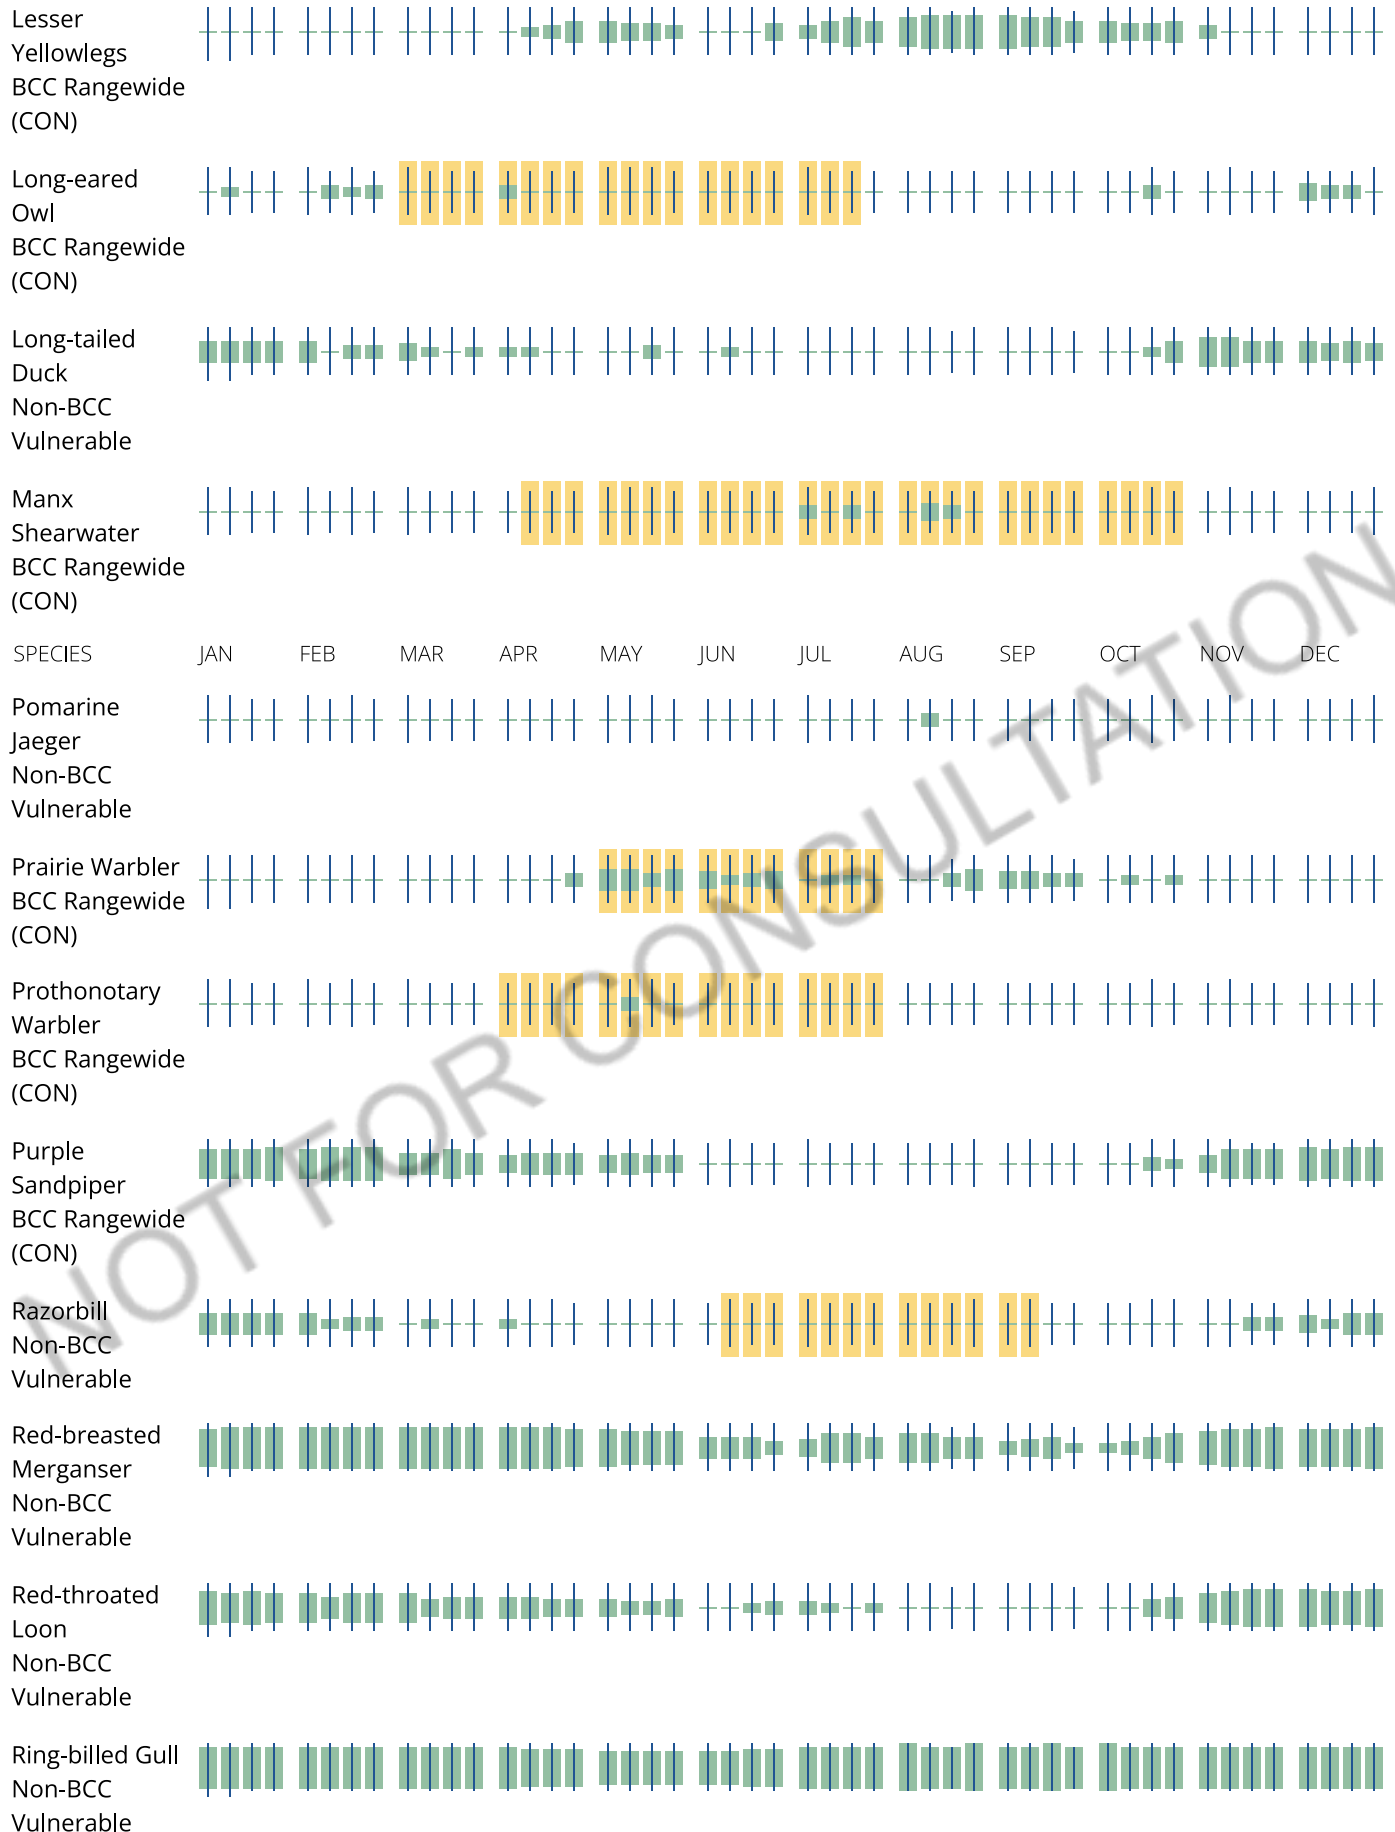 Lesser
Yellowlegs
BCC Rangewide
(CON)
Long-eared
Owl
BCC Rangewide
(CON)
Long-tailed
Duck
Non-BCC
Vulnerable
Manx
Shearwater
BCC Rangewide
(CON)
SPECIES JAN FEB MAR APR MAY JUN JUL AUG SEP OCT NOV DEC
Pomarine
Jaeger
Non-BCC
Vulnerable
Prairie Warbler
BCC Rangewide
(CON)
Prothonotary
Warbler
BCC Rangewide
(CON)
Purple
Sandpiper
BCC Rangewide
(CON)
Razorbill
Non-BCC
Vulnerable
Red-breasted
Merganser
Non-BCC
Vulnerable
Red-throated
Loon
Non-BCC
Vulnerable
Ring-billed Gull
Non-BCC
Vulnerable
NOT FOR CONSULTATION